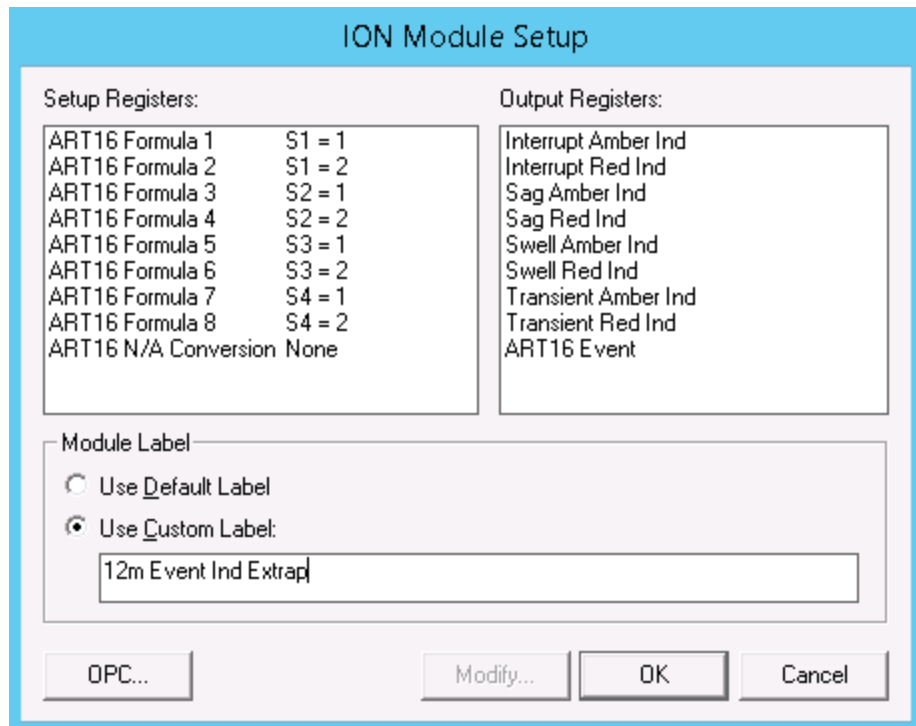 ION Module Setup
Setup Registers:
ART16 Formula 1 S1 = 1
ART16 Formula 2 S1 = 2
ART16 Formula 3 S2 = 1
ART16 Formula 4 S2 = 2
ART16 Formula 5 S3 = 1
ART16 Formula 6 S3 = 2
ART16 Formula 7 S4 = 1
ART16 Formula 8 S4 = 2
ART16 N/A Conversion None
Output Registers:
Interrupt Amber Ind
Interrupt Red Ind
Sag Amber Ind
Sag Red Ind
Swell Amber Ind
Swell Red Ind
Transient Amber Ind
Transient Red Ind
ART16 Event
Module Label
Use Default Label
Use Custom Label:
12m Event Ind Extrap
OPC...
Modify...
OK
Cancel